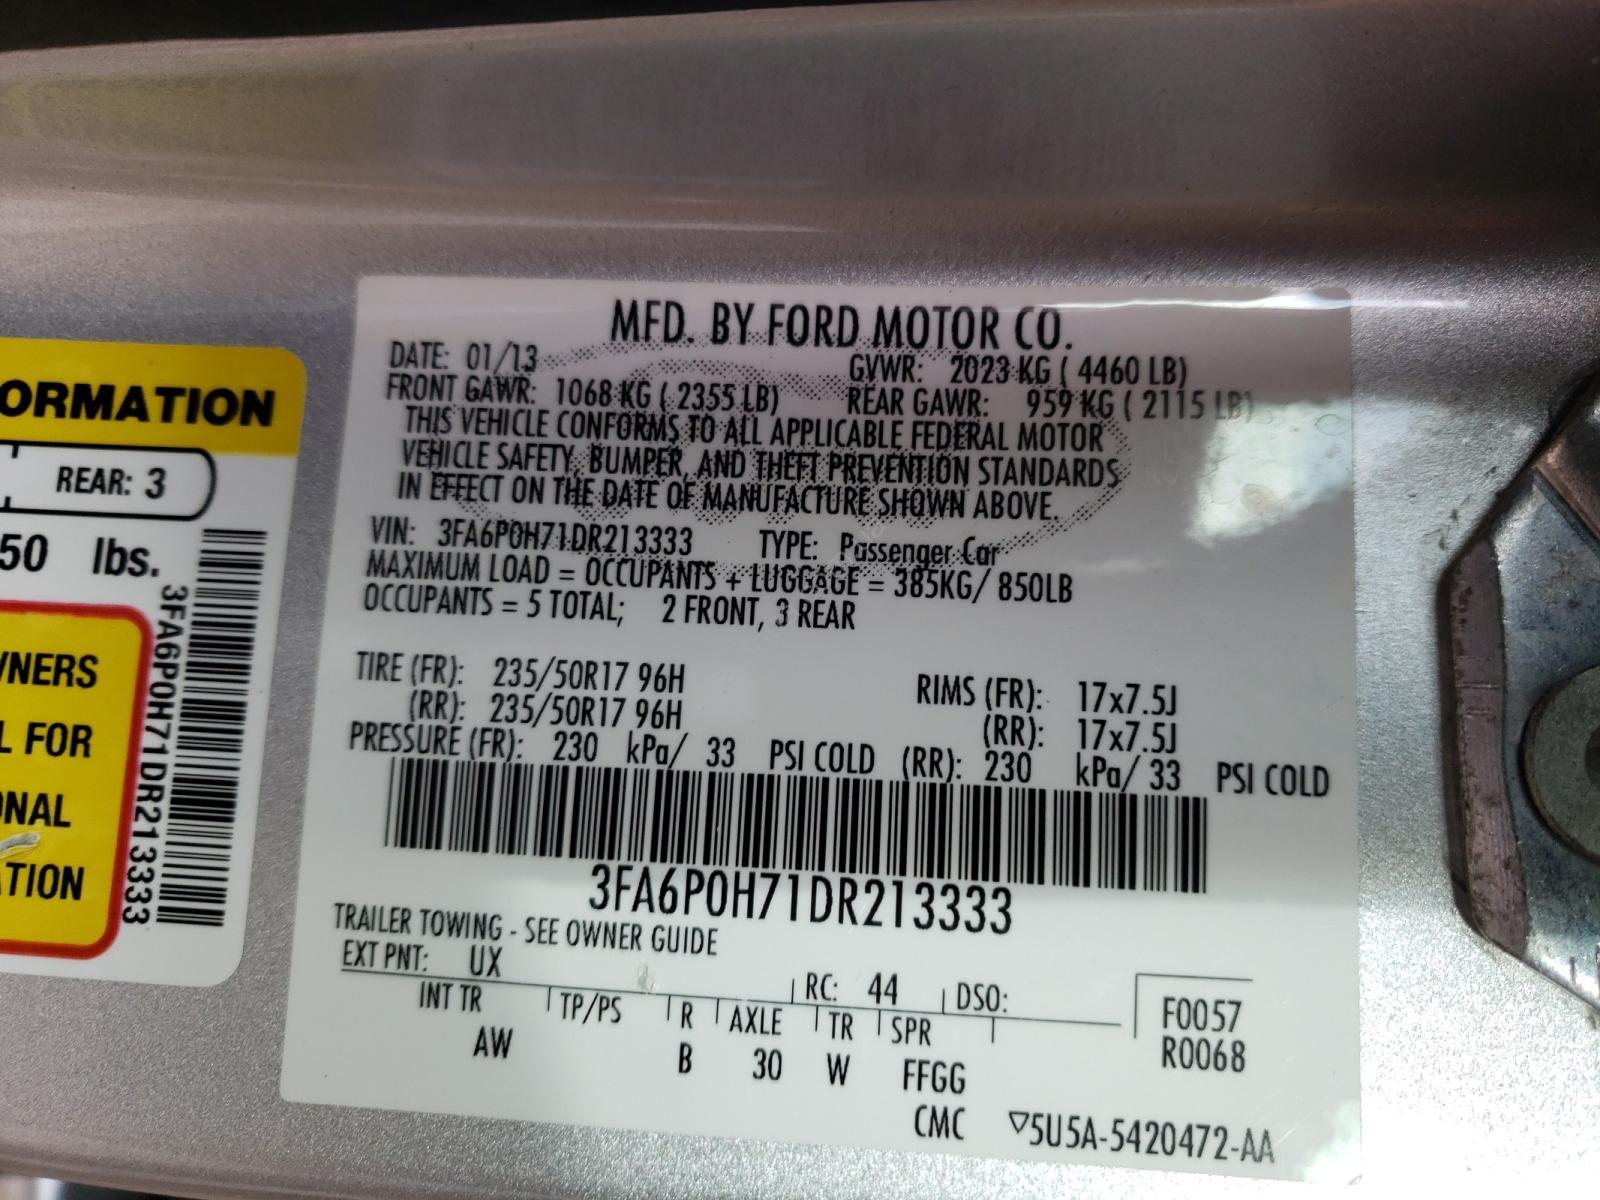 ORMATION
REAR: 3
50 lbs.
3FA6P0H71DR213333
WNERS
L FOR
ONAL
ATION
MFD. BY FORD MOTOR CO.
DATE: 01/13 GVWR: 2023 KG ( 4460 LB)
FRONT GAWR: 1068 KG ( 2355 LB) REAR GAWR: 959 KG ( 2115 LB)
THIS VEHICLE CONFORMS TO ALL APPLICABLE FEDERAL MOTOR
VEHICLE SAFETY, BUMPER, AND THEFT PREVENTION STANDARDS
IN EFFECT ON THE DATE OF MANUFACTURE SHOWN ABOVE.
VIN: 3FA6P0H71DR213333 TYPE: Passenger Car
MAXIMUM LOAD = OCCUPANTS + LUGGAGE = 385KG/ 850LB
OCCUPANTS = 5 TOTAL; 2 FRONT, 3 REAR
TIRE (FR): 235/50R17 96H RIMS (FR): 17x7.5J
(RR): 235/50R17 96H (RR): 17x7.5J
PRESSURE (FR): 230 kPa/ 33 PSI COLD (RR): 230 kPa/ 33 PSI COLD
3FA6P0H71DR213333
TRAILER TOWING - SEE OWNER GUIDE
EXT PNT: UX RC: 44 DSO:
INT TR TP/PS R AXLE TR SPR F0057
AW B 30 W FFGG R0068
CMC ▽5U5A-5420472-AA